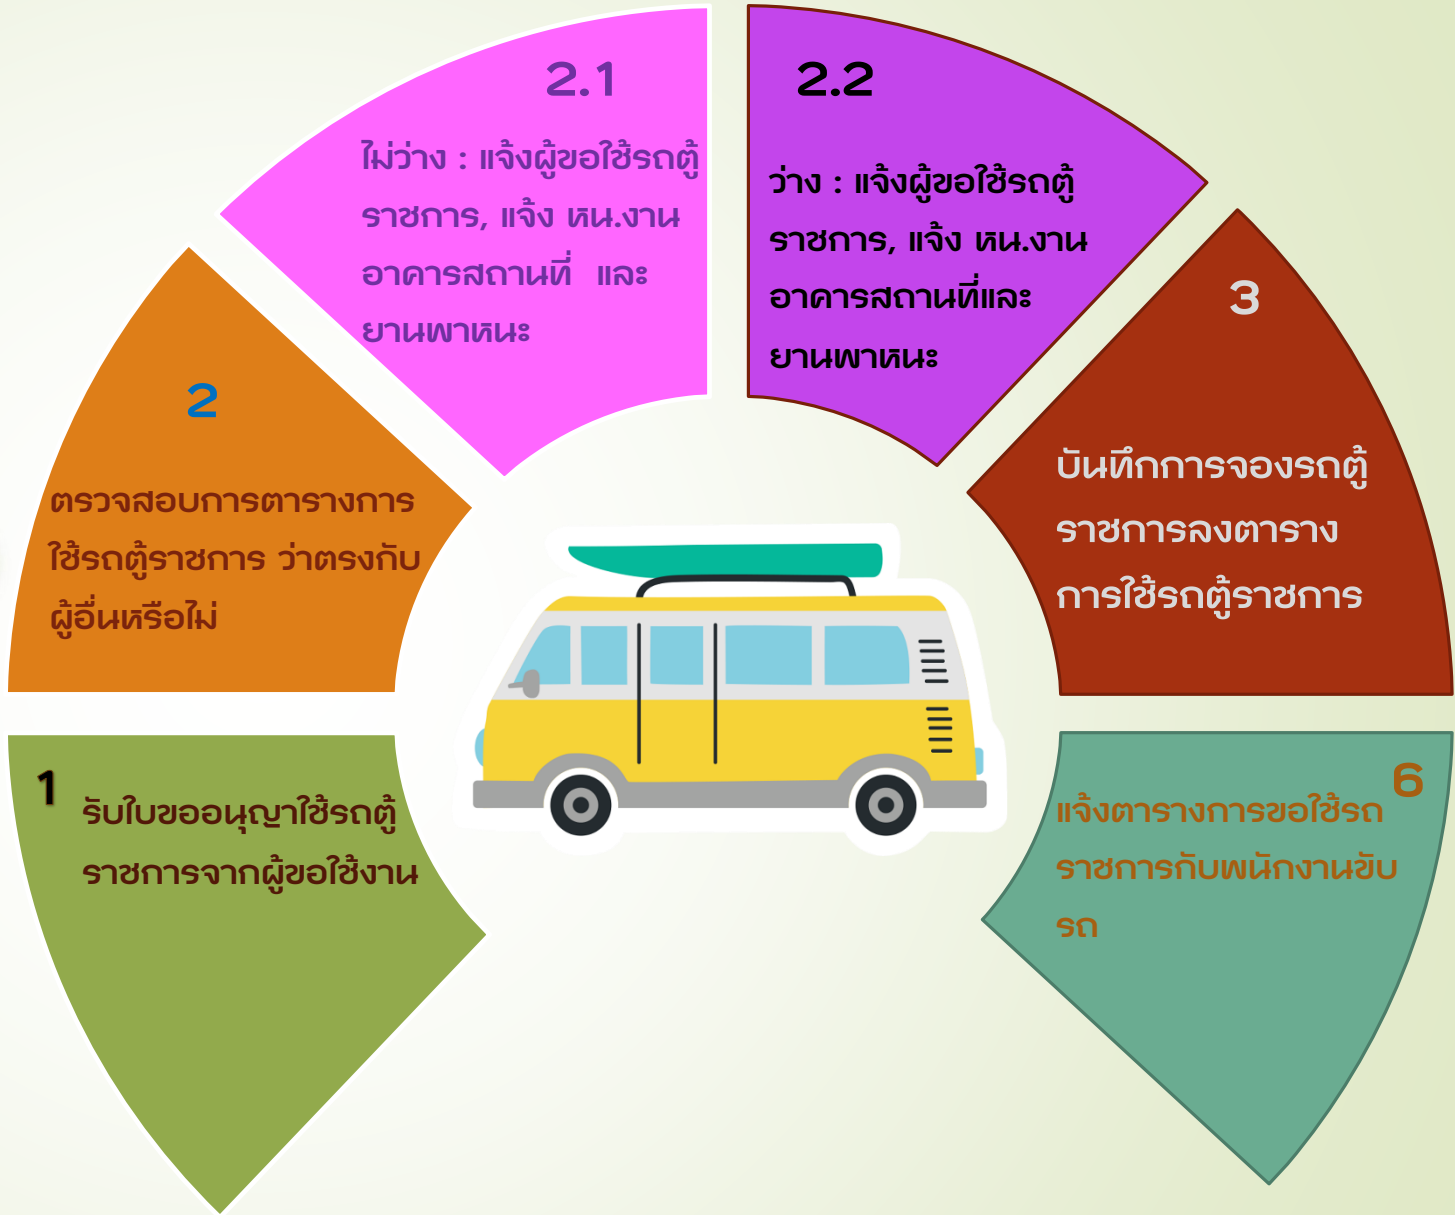 1
รับใบขออนุญาใช้รถตู้
ราชการจากผู้ขอใช้งาน
2
ตรวจสอบการตารางการ
ใช้รถตู้ราชการ ว่าตรงกับ
ผู้อื่นหรือไม่
2.1
ไม่ว่าง : แจ้งผู้ขอใช้รถตู้
ราชการ, แจ้ง หน.งาน
อาคารสถานที่ และ
ยานพาหนะ
2.2
ว่าง : แจ้งผู้ขอใช้รถตู้
ราชการ, แจ้ง หน.งาน
อาคารสถานที่และ
ยานพาหนะ
3
บันทึกการจองรถตู้
ราชการลงตาราง
การใช้รถตู้ราชการ
6
แจ้งตารางการขอใช้รถ
ราชการกับพนักงานขับ
รถ